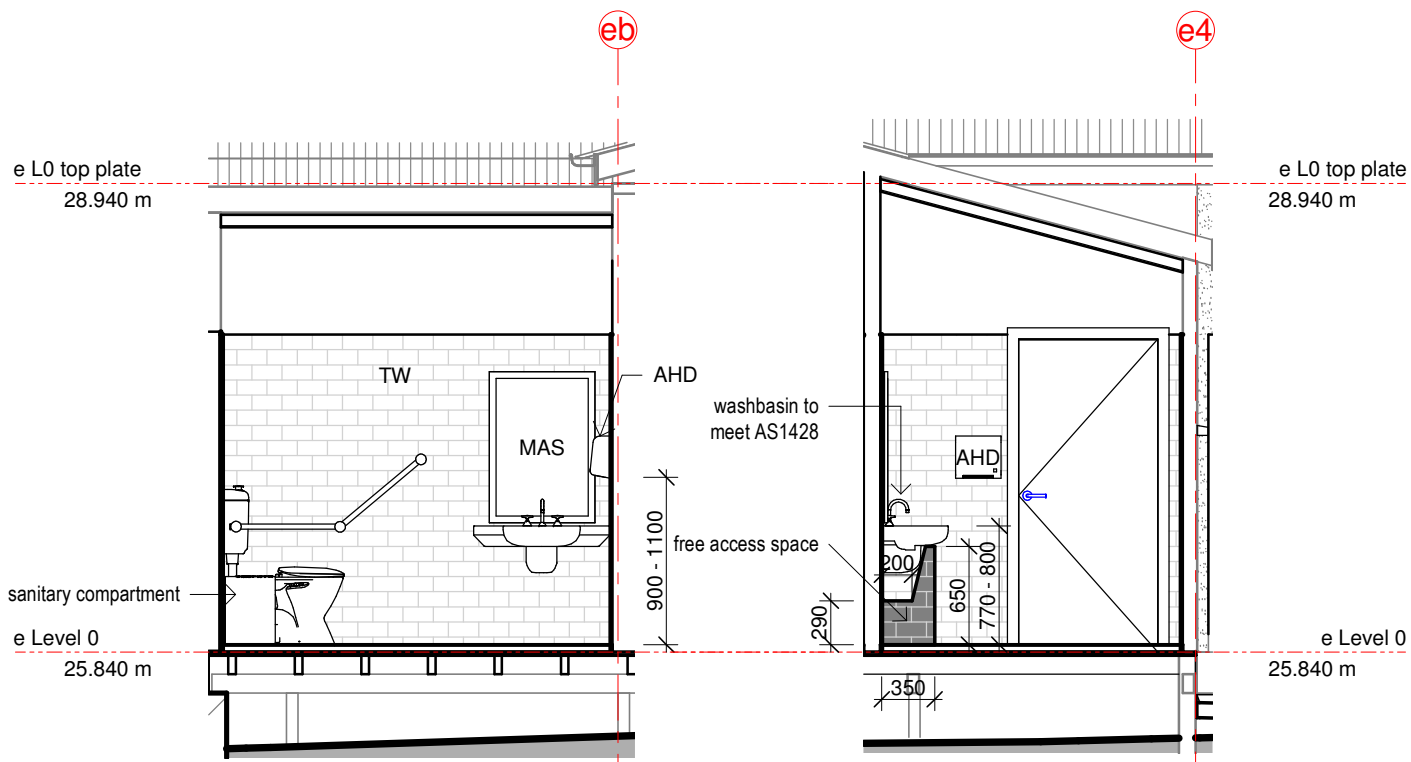 eb
e4
e L0 top plate
28.940 m
e L0 top plate
28.940 m
TW
AHD
MAS
washbasin to
meet AS1428
AHD
900 - 1100
free access space
200
650
770 - 800
290
sanitary compartment
e Level 0
25.840 m
e Level 0
25.840 m
350